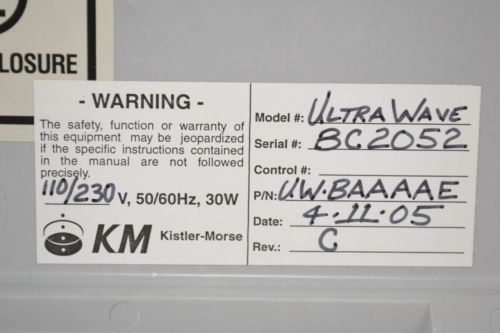 LOSURE
- WARNING -
The safety, function or warranty of
this equipment may be jeopardized
if the specific instructions contained
in the manual are not followed
precisely.
110/230 V, 50/60Hz, 30W
KM Kistler-Morse
Model #: ULTRAWAVE
Serial #: BC2052
Control #:
P/N: UW-BAAAAE
Date: 4-11-05
Rev.: C